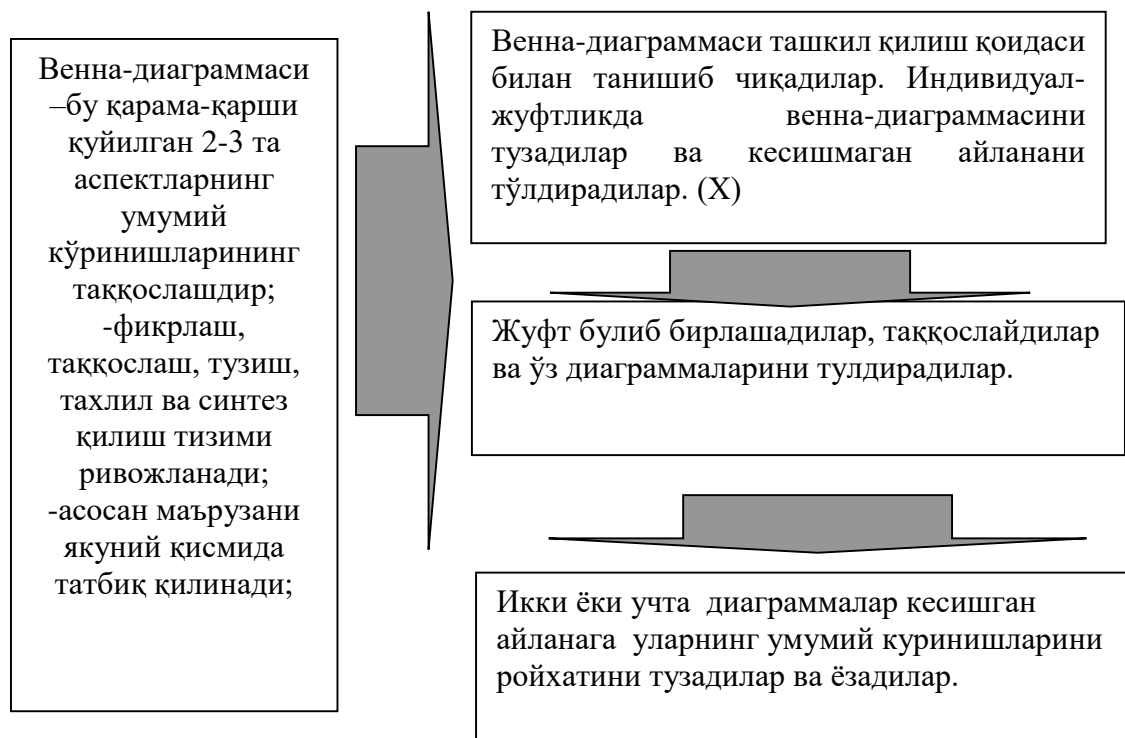 Венна-диаграммаси
–бу қарама-қарши
қуйилган 2-3 та
аспектларнинг
умумий
кўринишларининг
таққослашдир;
-фикрлаш,
таққослаш, тузиш,
тахлил ва синтез
қилиш тизими
ривожланади;
-асосан маърузани
якуний қисмида
татбиқ қилинади;
Венна-диаграммаси ташкил қилиш қоидаси
билан танишиб чиқадилар. Индивидуал-
жуфтликда венна-диаграммасини
тузадилар ва кесишмаган айланани
тўлдирадилар. (Х)
Жуфт булиб бирлашадилар, таққослайдилар
ва ўз диаграммаларини тулдирадилар.
Икки ёки учта диаграммалар кесишган
айланага уларнинг умумий куринишларини
ройхатини тузадилар ва ёзадилар.